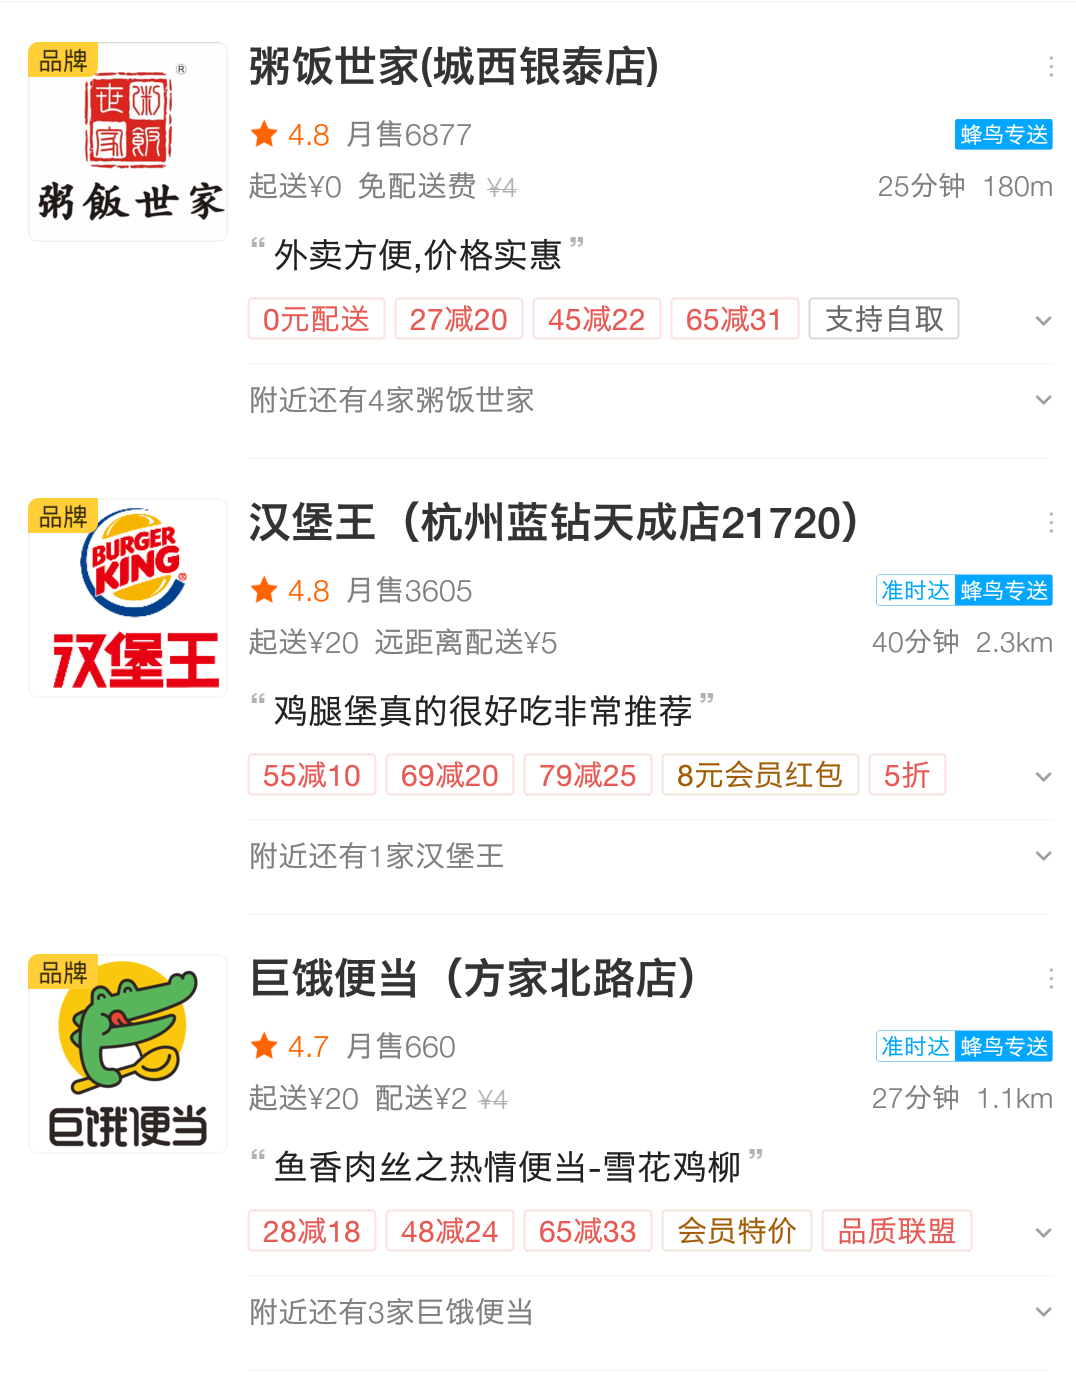 品牌
世粥
家飯
®
粥飯世家
粥饭世家(城西银泰店)
4.8 月售6877
蜂鸟专送
起送¥0 免配送费 ¥4
25分钟 180m
“外卖方便,价格实惠”
0元配送 27减20 45减22 65减31 支持自取
附近还有4家粥饭世家
品牌
BURGER
KING
®
汉堡王
汉堡王（杭州蓝钻天成店21720）
4.8 月售3605
准时达 蜂鸟专送
起送¥20 远距离配送¥5
40分钟 2.3km
“鸡腿堡真的很好吃非常推荐”
55减10 69减20 79减25 8元会员红包 5折
附近还有1家汉堡王
品牌
巨饿便当
巨饿便当（方家北路店）
4.7 月售660
准时达 蜂鸟专送
起送¥20 配送¥2 ¥4
27分钟 1.1km
“鱼香肉丝之热情便当-雪花鸡柳”
28减18 48减24 65减33 会员特价 品质联盟
附近还有3家巨饿便当